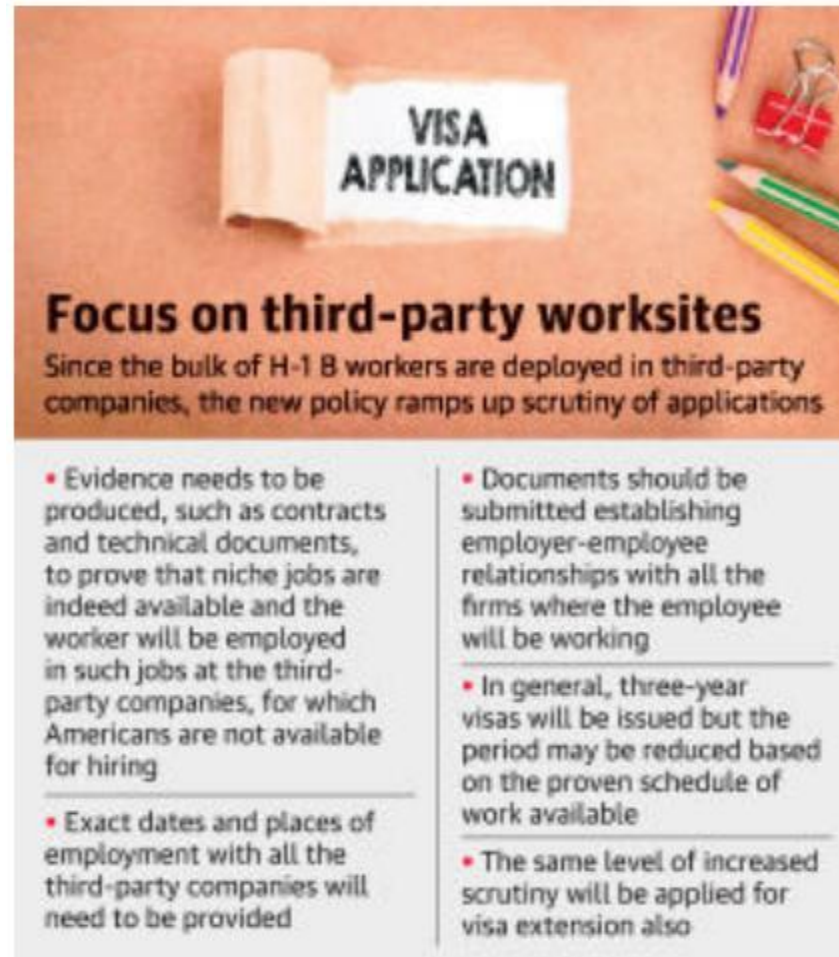 VISA
APPLICATION
Focus on third-party worksites
Since the bulk of H-1 B workers are deployed in third-party
companies, the new policy ramps up scrutiny of applications
• Evidence needs to be
produced, such as contracts
and technical documents,
to prove that niche jobs are
indeed available and the
worker will be employed
in such jobs at the third-
party companies, for which
Americans are not available
for hiring
• Exact dates and places of
employment with all the
third-party companies will
need to be provided
• Documents should be
submitted establishing
employer-employee
relationships with all the
firms where the employee
will be working
• In general, three-year
visas will be issued but the
period may be reduced based
on the proven schedule of
work available
• The same level of increased
scrutiny will be applied for
visa extension also